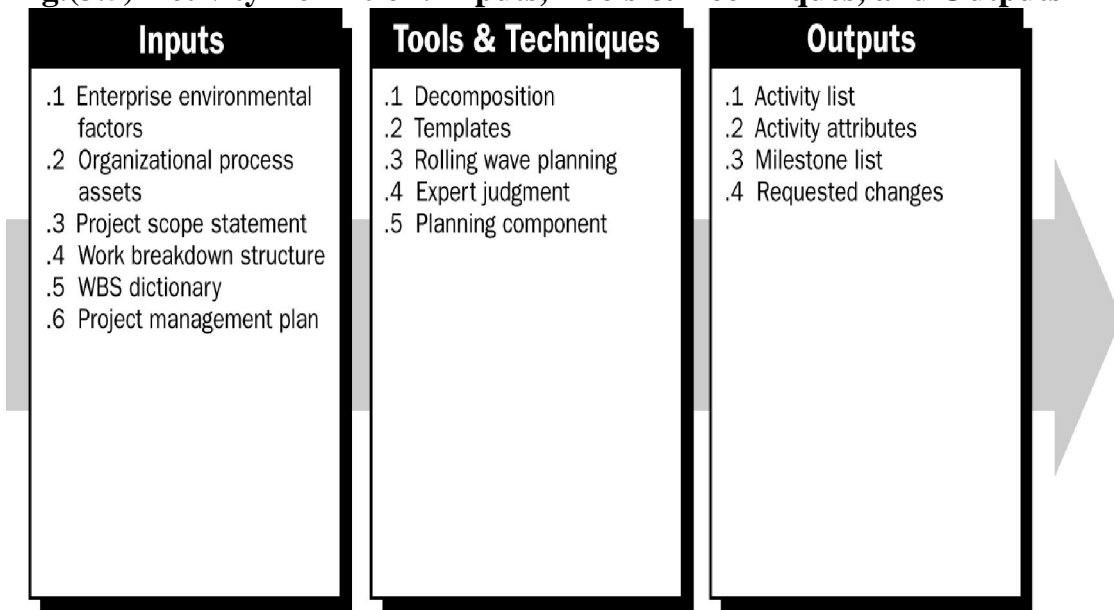 Inputs
.1 Enterprise environmental
factors
.2 Organizational process
assets
.3 Project scope statement
.4 Work breakdown structure
.5 WBS dictionary
.6 Project management plan
Tools & Techniques
.1 Decomposition
.2 Templates
.3 Rolling wave planning
.4 Expert judgment
.5 Planning component
Outputs
.1 Activity list
.2 Activity attributes
.3 Milestone list
.4 Requested changes